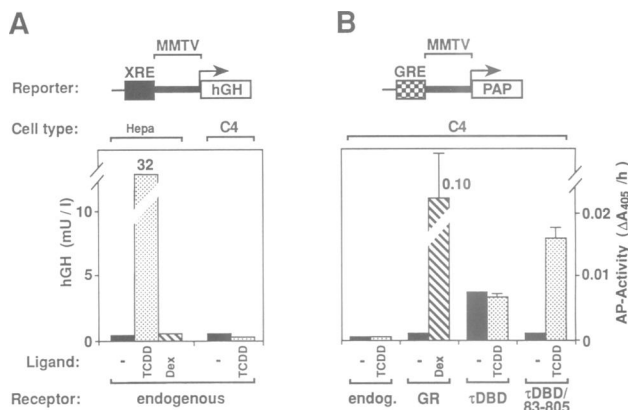 A
MMTV
XRE
Reporter:
hGH
Cell type:
Hepa
C4
32
hGH (mU / l)
10
5
0
Ligand:
-
TCDD
Dex
-
TCDD
Receptor:
endogenous
B
MMTV
GRE
PAP
C4
0.10
AP-Activity (ΔA405 /h)
0.02
0.01
0
-
TCDD
-
Dex
-
TCDD
-
TCDD
endog.
GR
τDBD
τDBD/
83-805